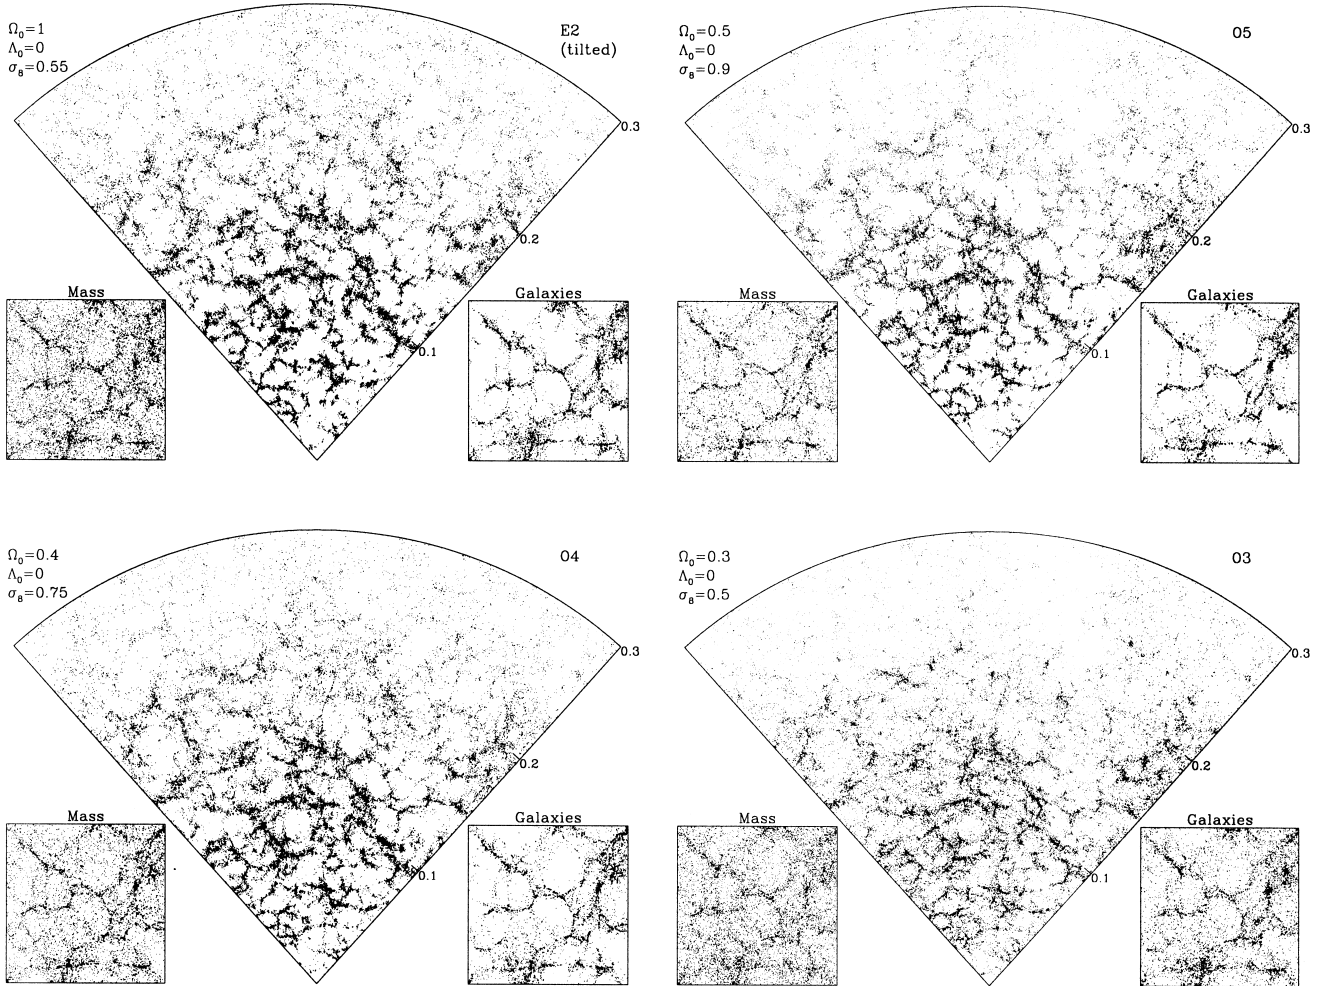 Ω₀=1
Λ₀=0
σ₈=0.55
E2
(tilted)
0.3
0.2
0.1
Mass
Galaxies
Ω₀=0.5
Λ₀=0
σ₈=0.9
O5
0.3
0.2
0.1
Mass
Galaxies
Ω₀=0.4
Λ₀=0
σ₈=0.75
O4
0.3
0.2
0.1
Mass
Galaxies
Ω₀=0.3
Λ₀=0
σ₈=0.5
O3
0.3
0.2
0.1
Mass
Galaxies